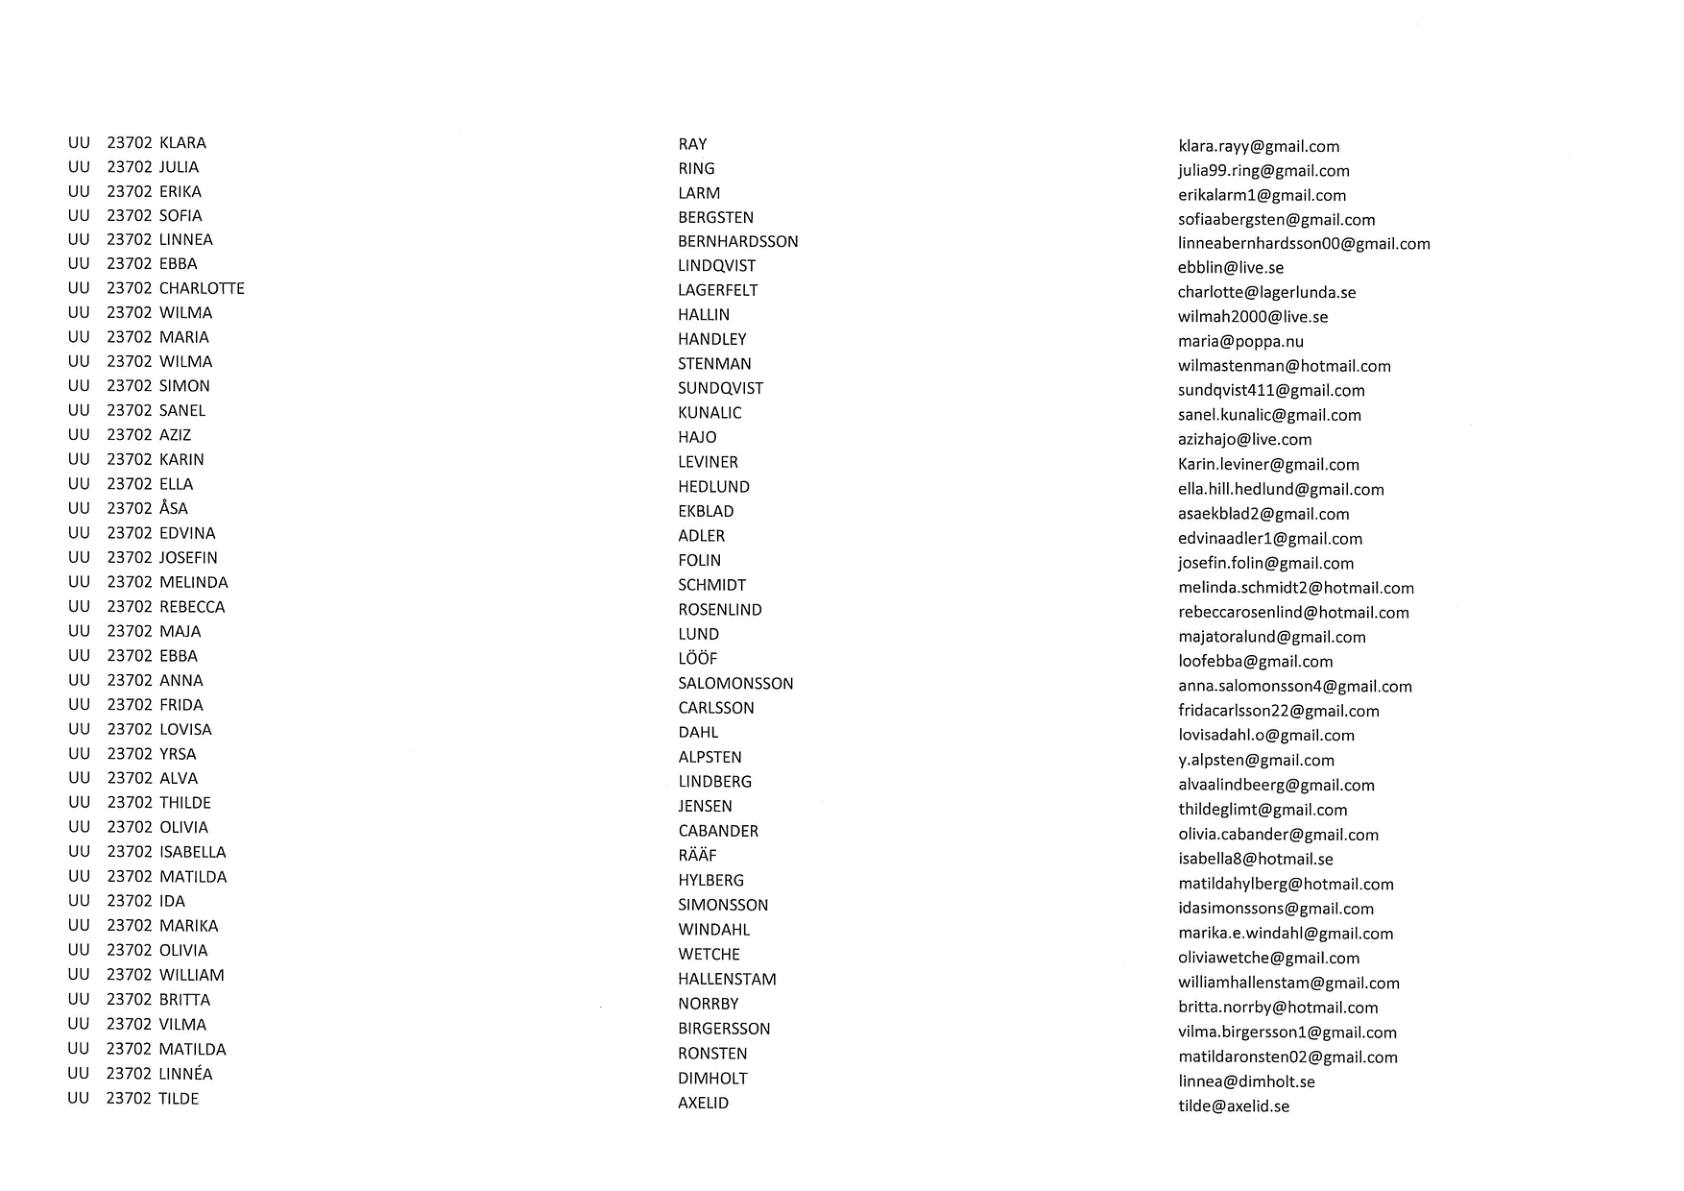 UU 23702 KLARA RAY klara.rayy@gmail.com
UU 23702 JULIA RING julia99.ring@gmail.com
UU 23702 ERIKA LARM erikalarm1@gmail.com
UU 23702 SOFIA BERGSTEN sofiaabergsten@gmail.com
UU 23702 LINNEA BERNHARDSSON linneabernhardsson00@gmail.com
UU 23702 EBBA LINDQVIST ebblin@live.se
UU 23702 CHARLOTTE LAGERFELT charlotte@lagerlunda.se
UU 23702 WILMA HALLIN wilmah2000@live.se
UU 23702 MARIA HANDLEY maria@poppa.nu
UU 23702 WILMA STENMAN wilmastenman@hotmail.com
UU 23702 SIMON SUNDQVIST sundqvist411@gmail.com
UU 23702 SANEL KUNALIC sanel.kunalic@gmail.com
UU 23702 AZIZ HAJO azizhajo@live.com
UU 23702 KARIN LEVINER Karin.leviner@gmail.com
UU 23702 ELLA HEDLUND ella.hill.hedlund@gmail.com
UU 23702 ÅSA EKBLAD asaekblad2@gmail.com
UU 23702 EDVINA ADLER edvinaadler1@gmail.com
UU 23702 JOSEFIN FOLIN josefin.folin@gmail.com
UU 23702 MELINDA SCHMIDT melinda.schmidt2@hotmail.com
UU 23702 REBECCA ROSENLIND rebeccarosenlind@hotmail.com
UU 23702 MAJA LUND majatoralund@gmail.com
UU 23702 EBBA LÖÖF loofebba@gmail.com
UU 23702 ANNA SALOMONSSON anna.salomonsson4@gmail.com
UU 23702 FRIDA CARLSSON fridacarlsson22@gmail.com
UU 23702 LOVISA DAHL lovisadahl.o@gmail.com
UU 23702 YRSA ALPSTEN y.alpsten@gmail.com
UU 23702 ALVA LINDBERG alvaalindbeerg@gmail.com
UU 23702 THILDE JENSEN thildeglimt@gmail.com
UU 23702 OLIVIA CABANDER olivia.cabander@gmail.com
UU 23702 ISABELLA RÄÄF isabella8@hotmail.se
UU 23702 MATILDA HYLBERG matildahylberg@hotmail.com
UU 23702 IDA SIMONSSON idasimonssons@gmail.com
UU 23702 MARIKA WINDAHL marika.e.windahl@gmail.com
UU 23702 OLIVIA WETCHE oliviawetche@gmail.com
UU 23702 WILLIAM HALLENSTAM williamhallenstam@gmail.com
UU 23702 BRITTA NORRBY britta.norrby@hotmail.com
UU 23702 VILMA BIRGERSSON vilma.birgersson1@gmail.com
UU 23702 MATILDA RONSTEN matildaronsten02@gmail.com
UU 23702 LINNÉA DIMHOLT linnea@dimholt.se
UU 23702 TILDE AXELID tilde@axelid.se